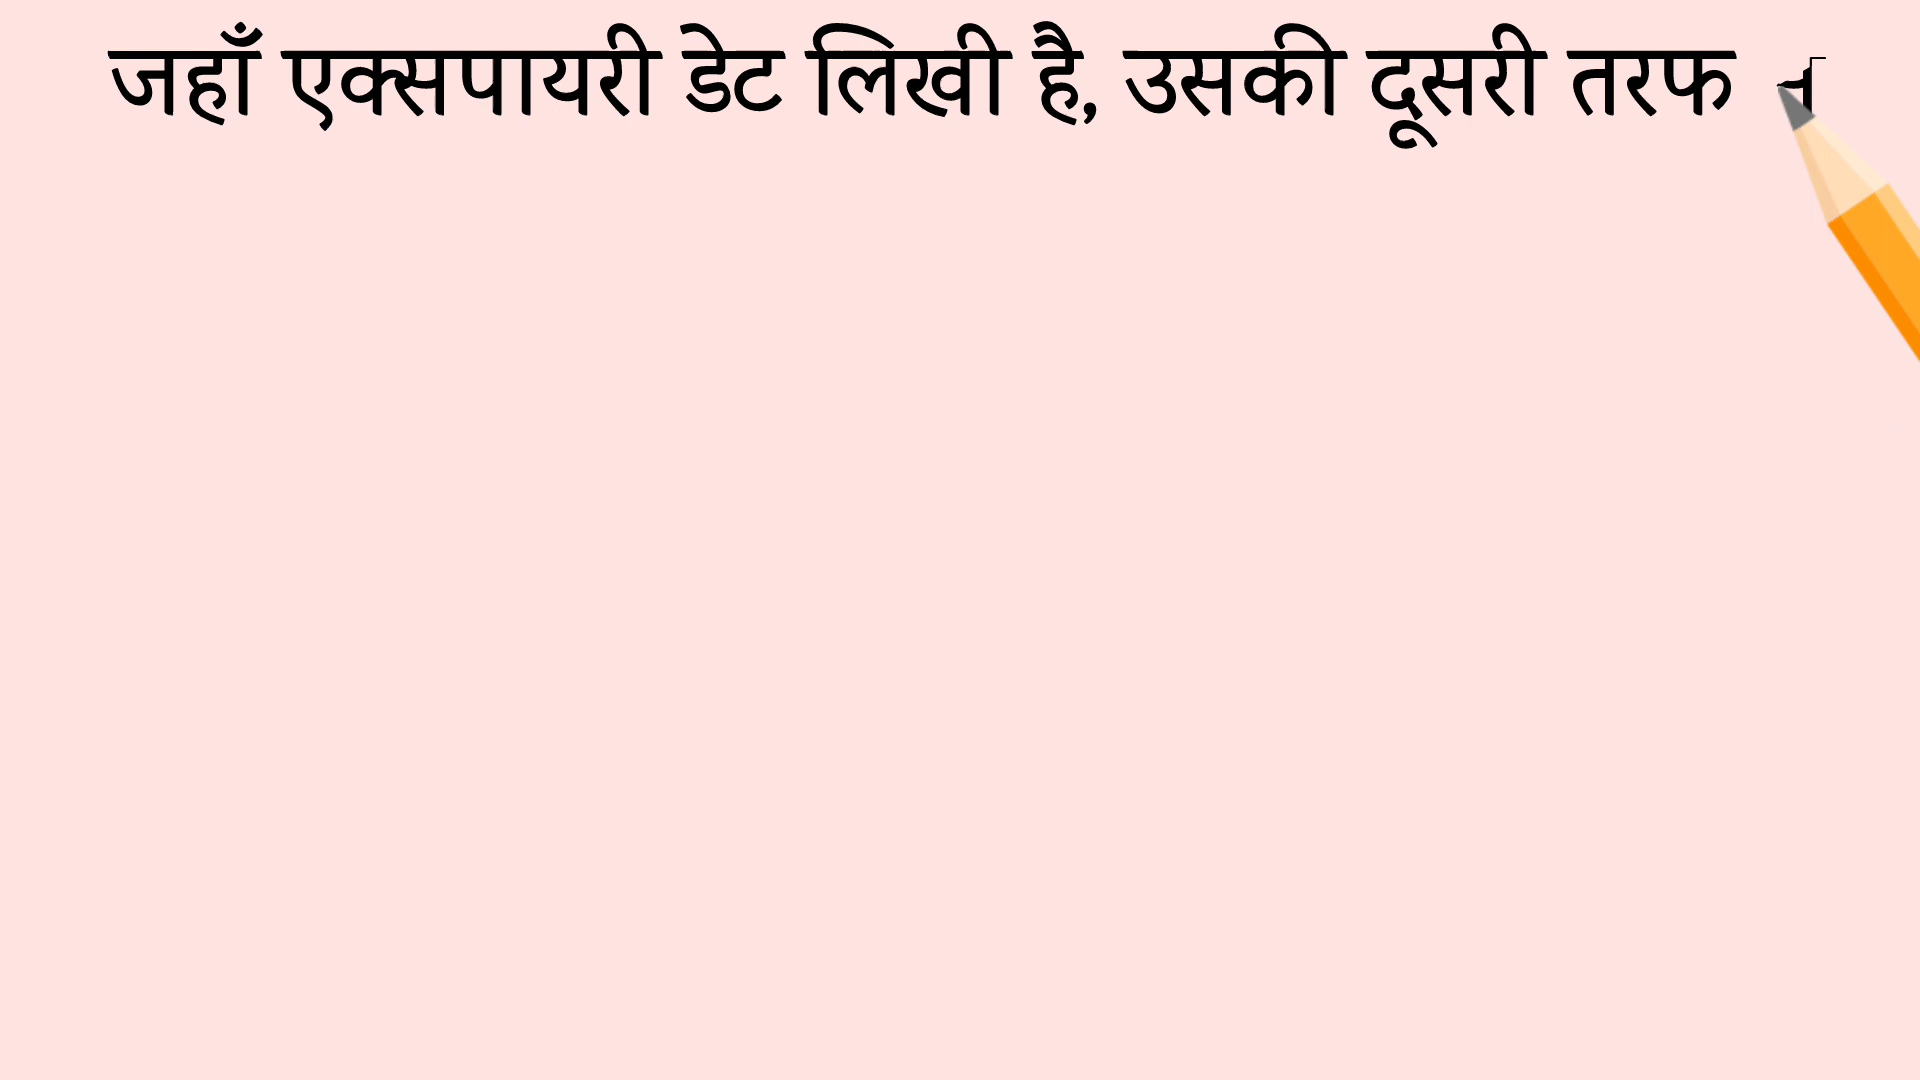 जहाँ एक्सपायरी डेट लिखी है, उसकी दूसरी तरफ